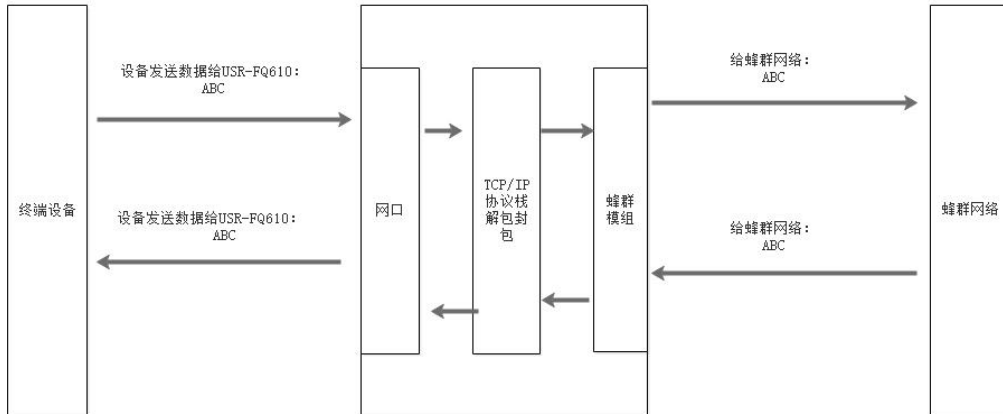 设备发送数据给USR-FQ610：
ABC
给蜂群网络：
ABC
终端设备
网口
TCP/IP
协议栈
解包封
包
蜂群
模组
蜂群网络
设备发送数据给USR-FQ610：
ABC
给蜂群网络：
ABC